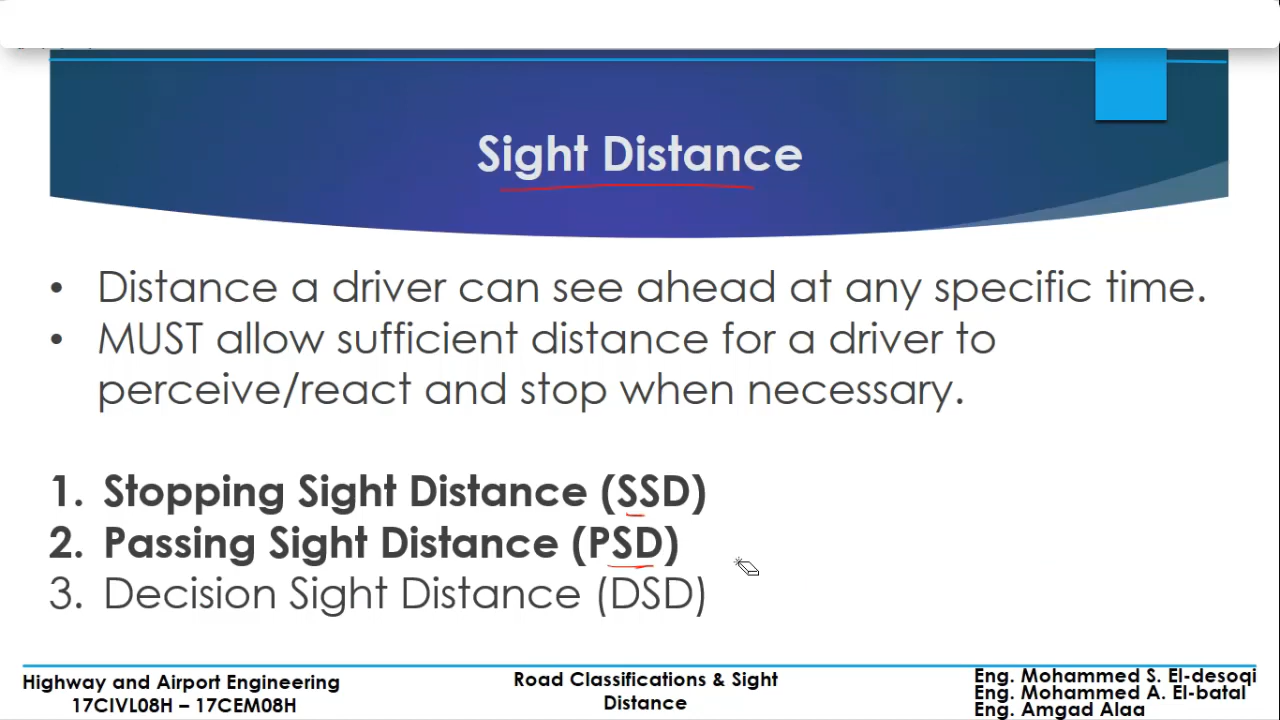 Sight Distance
• Distance a driver can see ahead at any specific time.
• MUST allow sufficient distance for a driver to
perceive/react and stop when necessary.
1. Stopping Sight Distance (SSD)
2. Passing Sight Distance (PSD)
3. Decision Sight Distance (DSD)
Highway and Airport Engineering
17CIVL08H – 17CEM08H
Road Classifications & Sight
Distance
Eng. Mohammed S. El-desoqi
Eng. Mohammed A. El-batal
Eng. Amgad Alaa